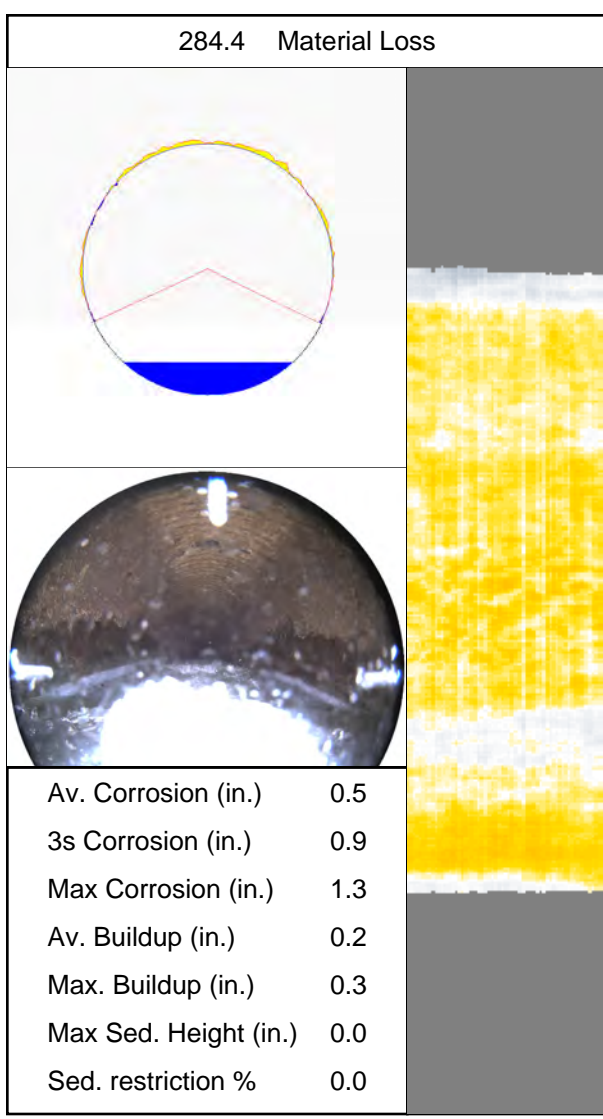 284.4 Material Loss
Av. Corrosion (in.) 0.5
3s Corrosion (in.) 0.9
Max Corrosion (in.) 1.3
Av. Buildup (in.) 0.2
Max. Buildup (in.) 0.3
Max Sed. Height (in.) 0.0
Sed. restriction % 0.0